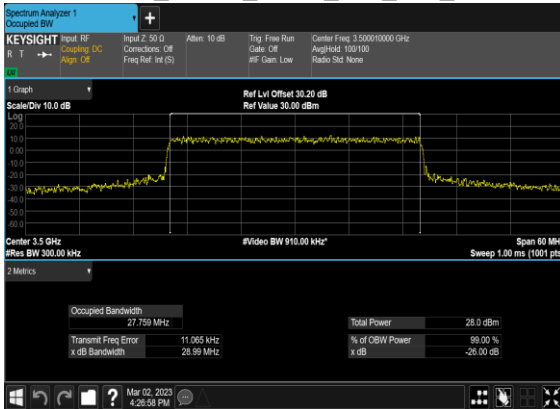 Spectrum Analyzer 1
Occupied BW
KEYSIGHT
R T
LW
Input: RF
Coupling: DC
Align: Off
Input Z: 50 Ω
Corrections: Off
Freq Ref: Int (S)
Atten: 10 dB
Trig: Free Run
Gate: Off
#IF Gain: Low
Center Freq: 3.500010000 GHz
Avg|Hold: 100/100
Radio Std: None
1 Graph
Scale/Div 10.0 dB
Ref Lvl Offset 30.20 dB
Ref Value 30.00 dBm
Log
20.0
10.0
0.00
-10.0
-20.0
-30.0
-40.0
-50.0
-60.0
Center 3.5 GHz
#Res BW 300.00 kHz
#Video BW 910.00 kHz*
Span 60 MH
Sweep 1.00 ms (1001 pts
2 Metrics
Occupied Bandwidth
27.759 MHz
Transmit Freq Error 11.065 kHz
x dB Bandwidth 28.99 MHz
Total Power 28.0 dBm
% of OBW Power 99.00 %
x dB -26.00 dB
?
Mar 02, 2023
4:26:58 PM